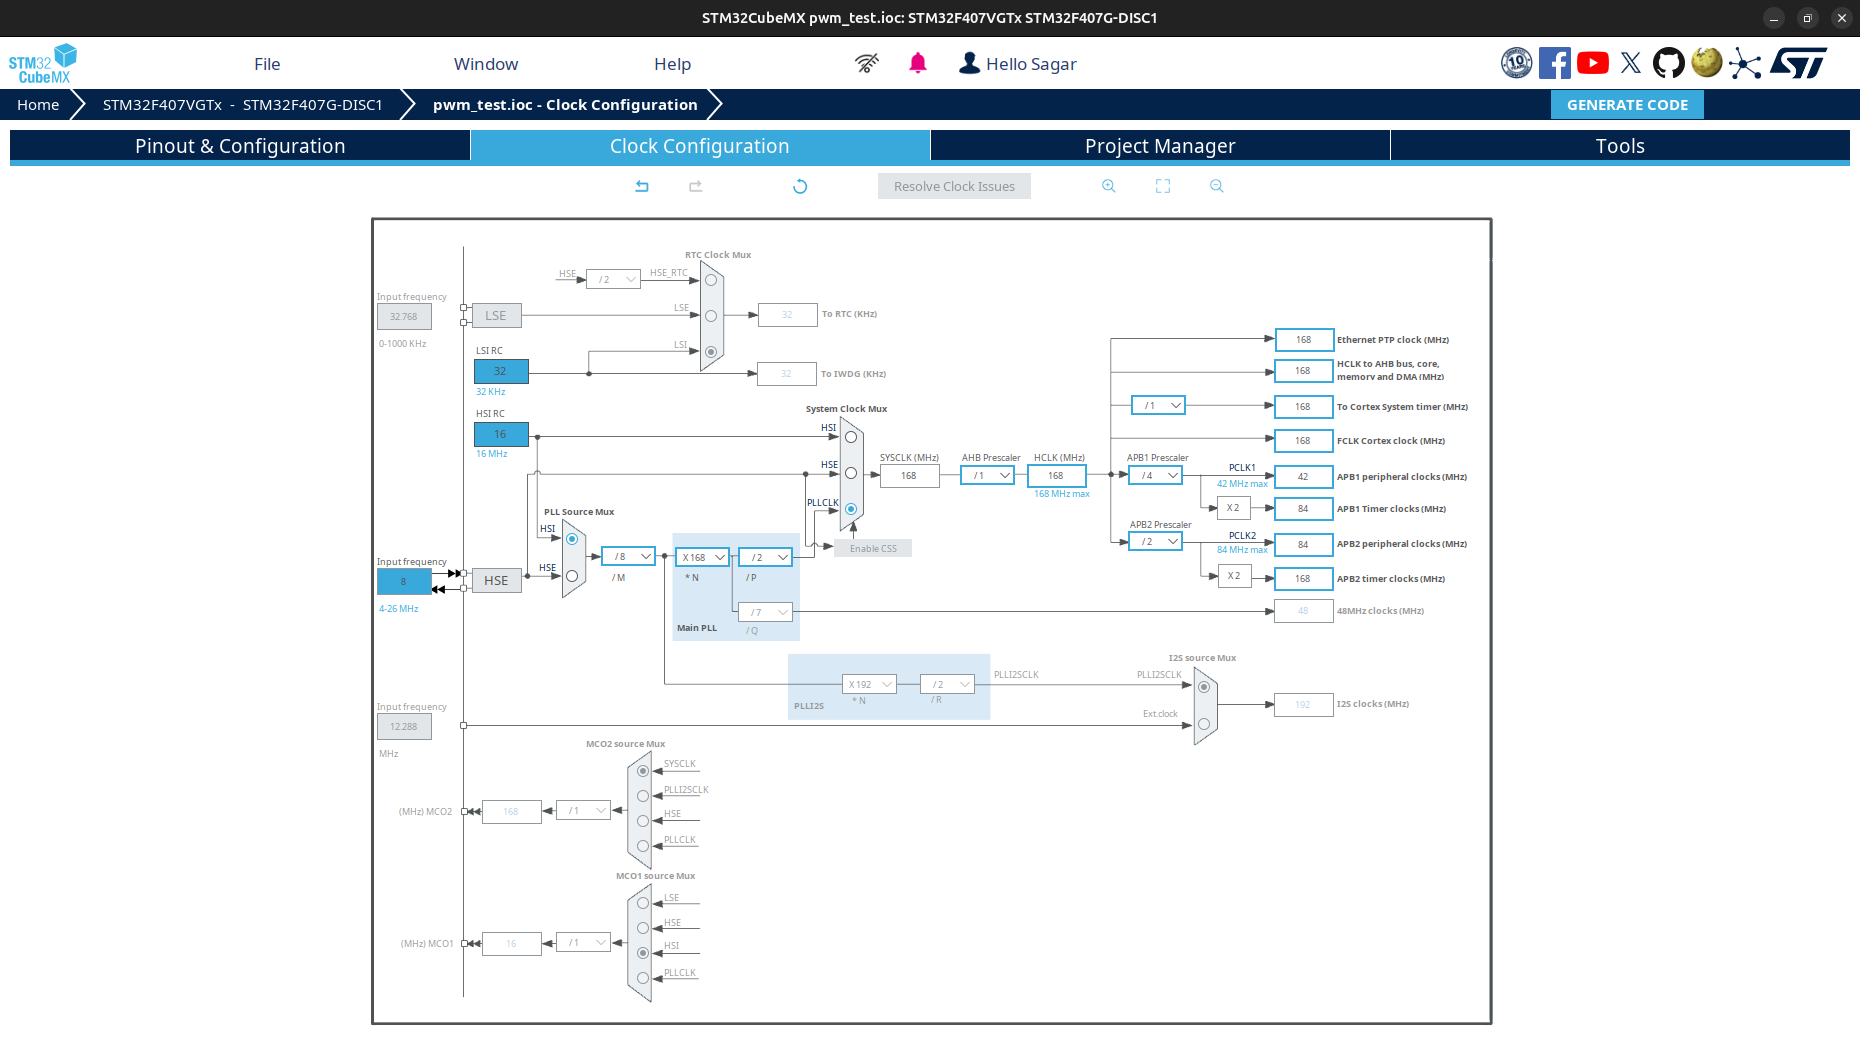 STM32CubeMX pwm_test.ioc: STM32F407VGTx STM32F407G-DISC1
STM32
CubeMX
File
Window
Help
Hello Sagar
10
Home
STM32F407VGTx - STM32F407G-DISC1
pwm_test.ioc - Clock Configuration
GENERATE CODE
Pinout & Configuration
Clock Configuration
Project Manager
Tools
Resolve Clock Issues
RTC Clock Mux
HSE
/ 2
HSE_RTC
Input frequency
32.768
0-1000 KHz
LSE
LSE
32
To RTC (KHz)
LSI
LSI RC
32
32 KHz
32
To IWDG (KHz)
HSI RC
16
16 MHz
System Clock Mux
HSI
HSE
PLLCLK
SYSCLK (MHz)
168
AHB Prescaler
/ 1
HCLK (MHz)
168
168 MHz max
168
Ethernet PTP clock (MHz)
168
HCLK to AHB bus, core,
memory and DMA (MHz)
/ 1
168
To Cortex System timer (MHz)
168
FCLK Cortex clock (MHz)
APB1 Prescaler
/ 4
PCLK1
42 MHz max
42
APB1 peripheral clocks (MHz)
X 2
84
APB1 Timer clocks (MHz)
APB2 Prescaler
/ 2
PCLK2
84 MHz max
84
APB2 peripheral clocks (MHz)
X 2
168
APB2 timer clocks (MHz)
48
48MHz clocks (MHz)
PLL Source Mux
HSI
HSE
Input frequency
8
4-26 MHz
HSE
/ 8
/ M
X 168
* N
/ 2
/ P
Enable CSS
/ 7
/ Q
Main PLL
X 192
* N
/ 2
/ R
PLLI2S
PLLI2SCLK
I2S source Mux
PLLI2SCLK
Ext.clock
192
I2S clocks (MHz)
Input frequency
12.288
MHz
MCO2 source Mux
SYSCLK
PLLI2SCLK
HSE
PLLCLK
(MHz) MCO2
168
/ 1
MCO1 source Mux
LSE
HSE
HSI
PLLCLK
(MHz) MCO1
16
/ 1